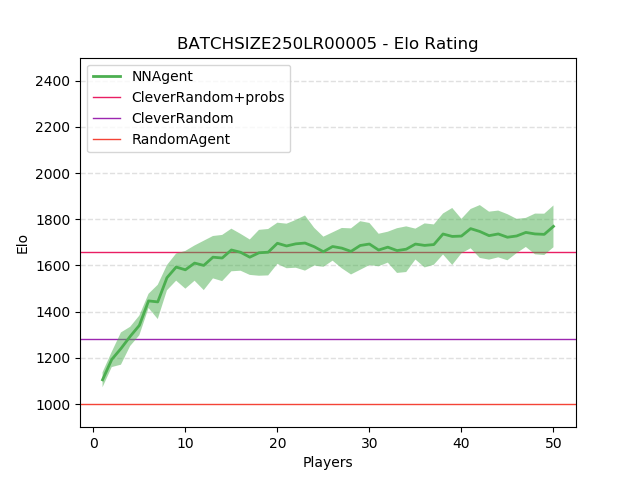 BATCHSIZE250LR00005 - Elo Rating
NNAgent
CleverRandom+probs
CleverRandom
RandomAgent
2400
2200
2000
1800
1600
1400
1200
1000
Elo
0 10 20 30 40 50
Players